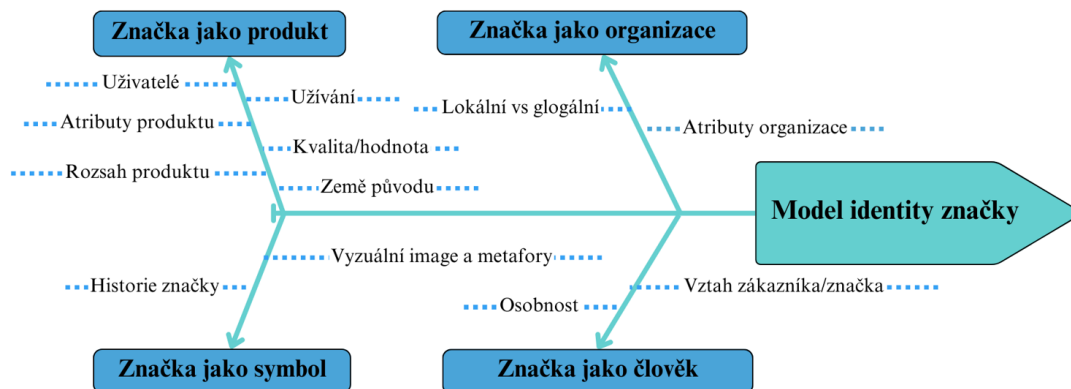 Značka jako produkt
Značka jako organizace
Uživatelé
Užívání
Lokální vs glogální
Atributy produktu
Atributy organizace
Kvalita/hodnota
Rozsah produktu
Země původu
Model identity značky
Vyzuální image a metafory
Historie značky
Vztah zákazníka/značka
Osobnost
Značka jako symbol
Značka jako člověk